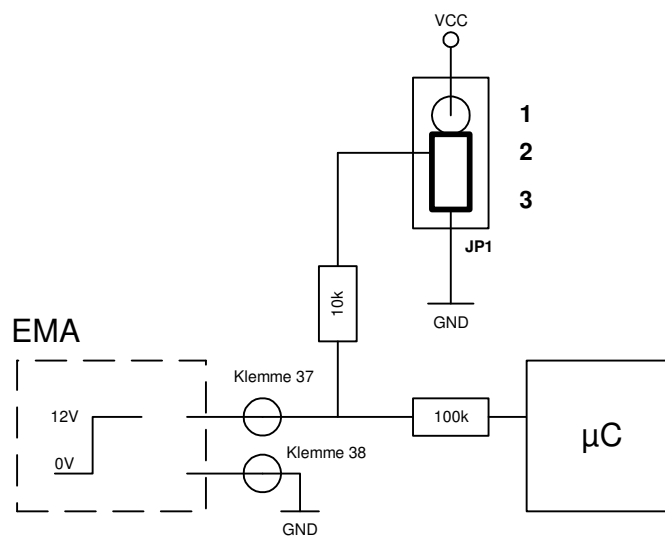 VCC
1
2
3
JP1
10k
GND
EMA
Klemme 37
12V
100k
µC
0V
Klemme 38
GND